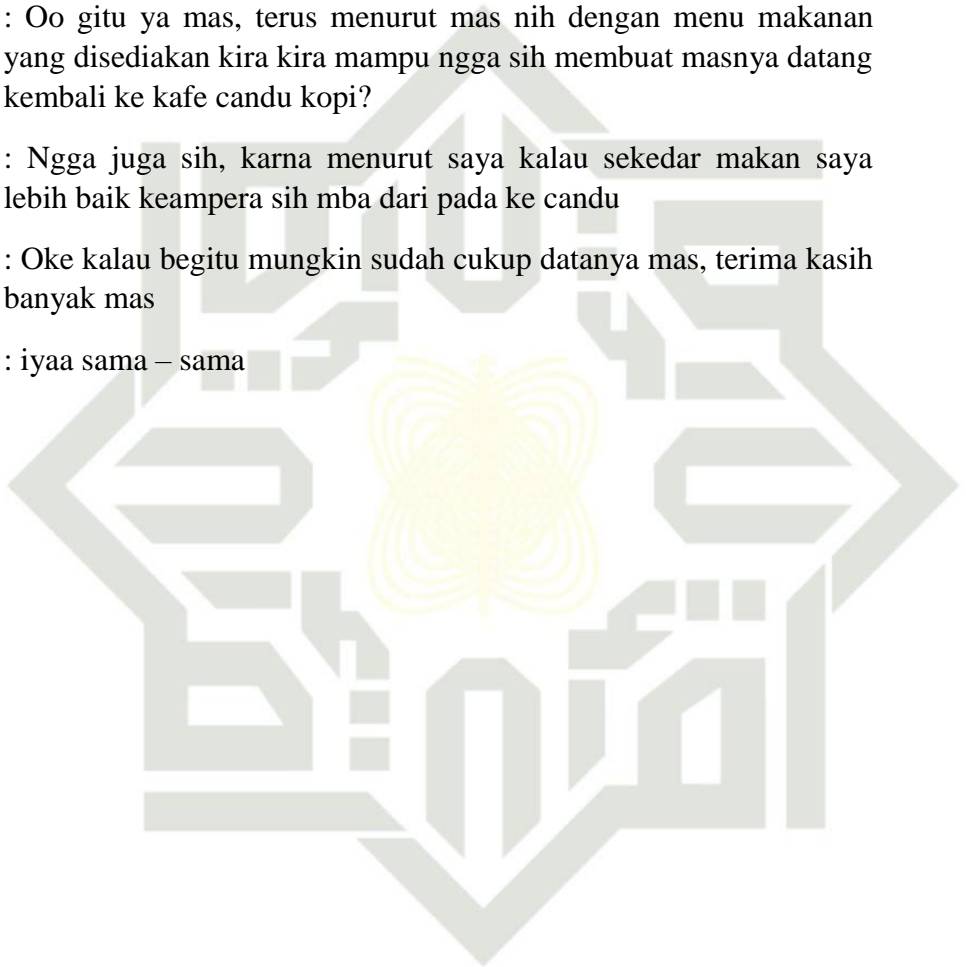 : Oo gitu ya mas, terus menurut mas nih dengan menu makanan
yang disediakan kira kira mampu ngga sih membuat masnya datang
kembali ke kafe candu kopi?
: Ngga juga sih, karna menurut saya kalau sekedar makan saya
lebih baik keampera sih mba dari pada ke candu
: Oke kalau begitu mungkin sudah cukup datanya mas, terima kasih
banyak mas
: iyaa sama – sama